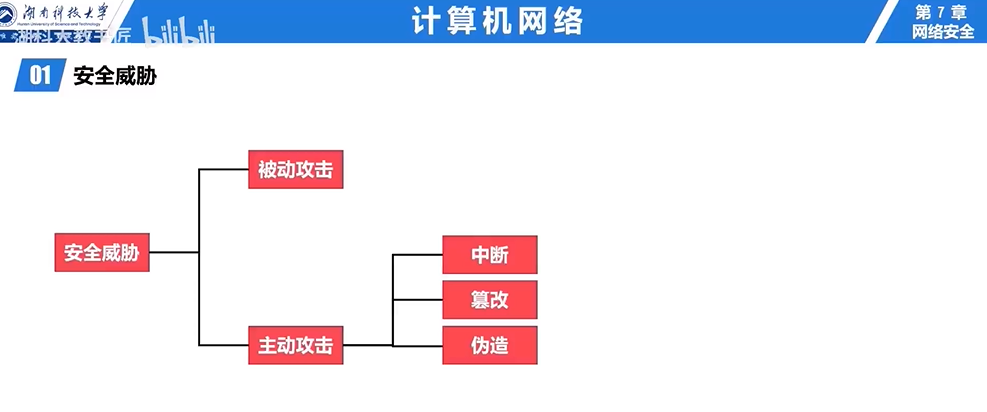 湖南科技大学
Hunan University of Science and Technology
湖科大教书匠 bilibili
计算机网络
第 7 章
网络安全
01 安全威胁
被动攻击
安全威胁
中断
篡改
主动攻击
伪造